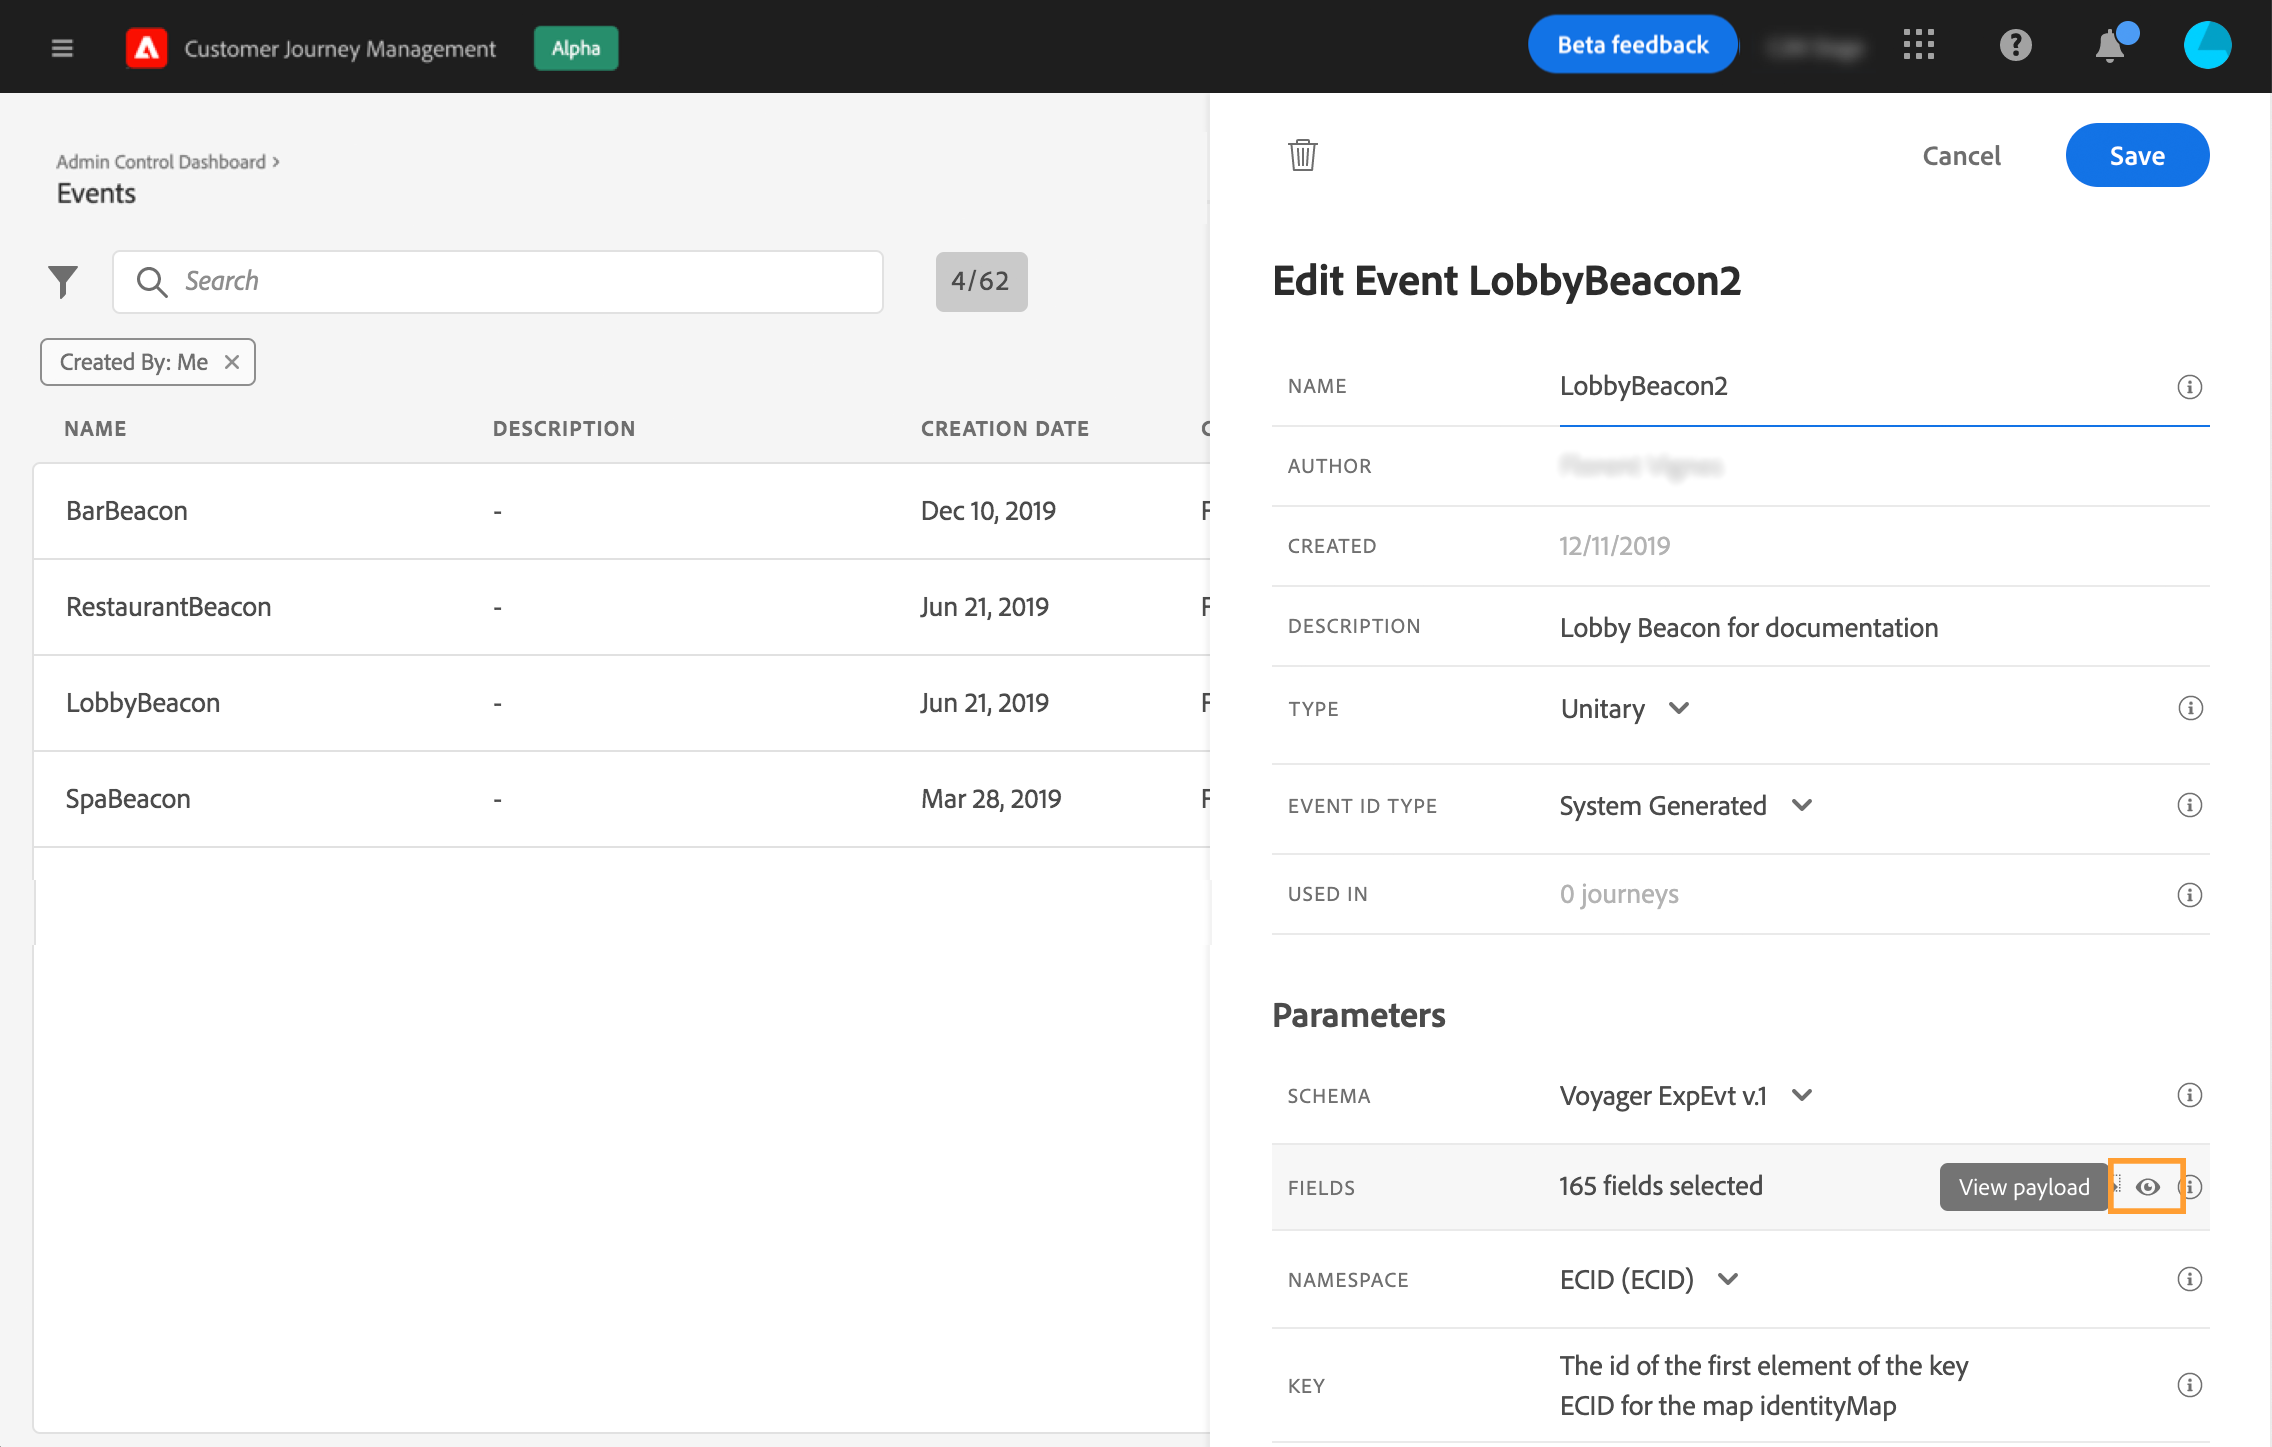 Customer Journey Management
Alpha
Beta feedback
Admin Control Dashboard >
Events
Search
4/62
Created By: Me ×
NAME DESCRIPTION CREATION DATE
BarBeacon - Dec 10, 2019
RestaurantBeacon - Jun 21, 2019
LobbyBeacon - Jun 21, 2019
SpaBeacon - Mar 28, 2019
Cancel
Save
Edit Event LobbyBeacon2
NAME LobbyBeacon2
AUTHOR
CREATED 12/11/2019
DESCRIPTION Lobby Beacon for documentation
TYPE Unitary
EVENT ID TYPE System Generated
USED IN 0 journeys
Parameters
SCHEMA Voyager ExpEvt v.1
FIELDS 165 fields selected View payload
NAMESPACE ECID (ECID)
KEY The id of the first element of the key
ECID for the map identityMap